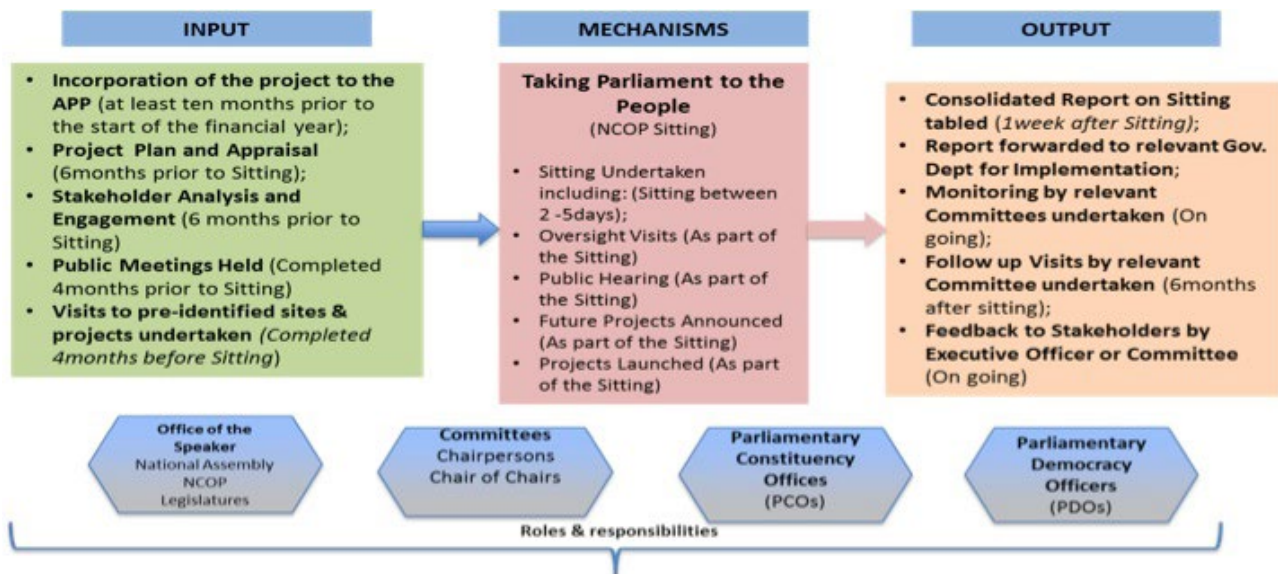 INPUT
• Incorporation of the project to the
APP (at least ten months prior to
the start of the financial year);
• Project Plan and Appraisal
(6months prior to Sitting);
• Stakeholder Analysis and
Engagement (6 months prior to
Sitting)
• Public Meetings Held (Completed
4months prior to Sitting)
• Visits to pre-identified sites &
projects undertaken (Completed
4months before Sitting)
MECHANISMS
Taking Parliament to the
People
(NCOP Sitting)
• Sitting Undertaken
including: (Sitting between
2 -5days);
• Oversight Visits (As part of
the Sitting)
• Public Hearing (As part of
the Sitting)
• Future Projects Announced
(As part of the Sitting)
• Projects Launched (As part
of the Sitting)
OUTPUT
• Consolidated Report on Sitting
tabled (1week after Sitting);
• Report forwarded to relevant Gov.
Dept for Implementation;
• Monitoring by relevant
Committees undertaken (On
going);
• Follow up Visits by relevant
Committee undertaken (6months
after sitting);
• Feedback to Stakeholders by
Executive Officer or Committee
(On going)
Office of the
Speaker
National Assembly
NCOP
Legislatures
Committees
Chairpersons
Chair of Chairs
Parliamentary
Constituency
Offices
(PCOs)
Parliamentary
Democracy
Officers
(PDOs)
Roles & responsibilities